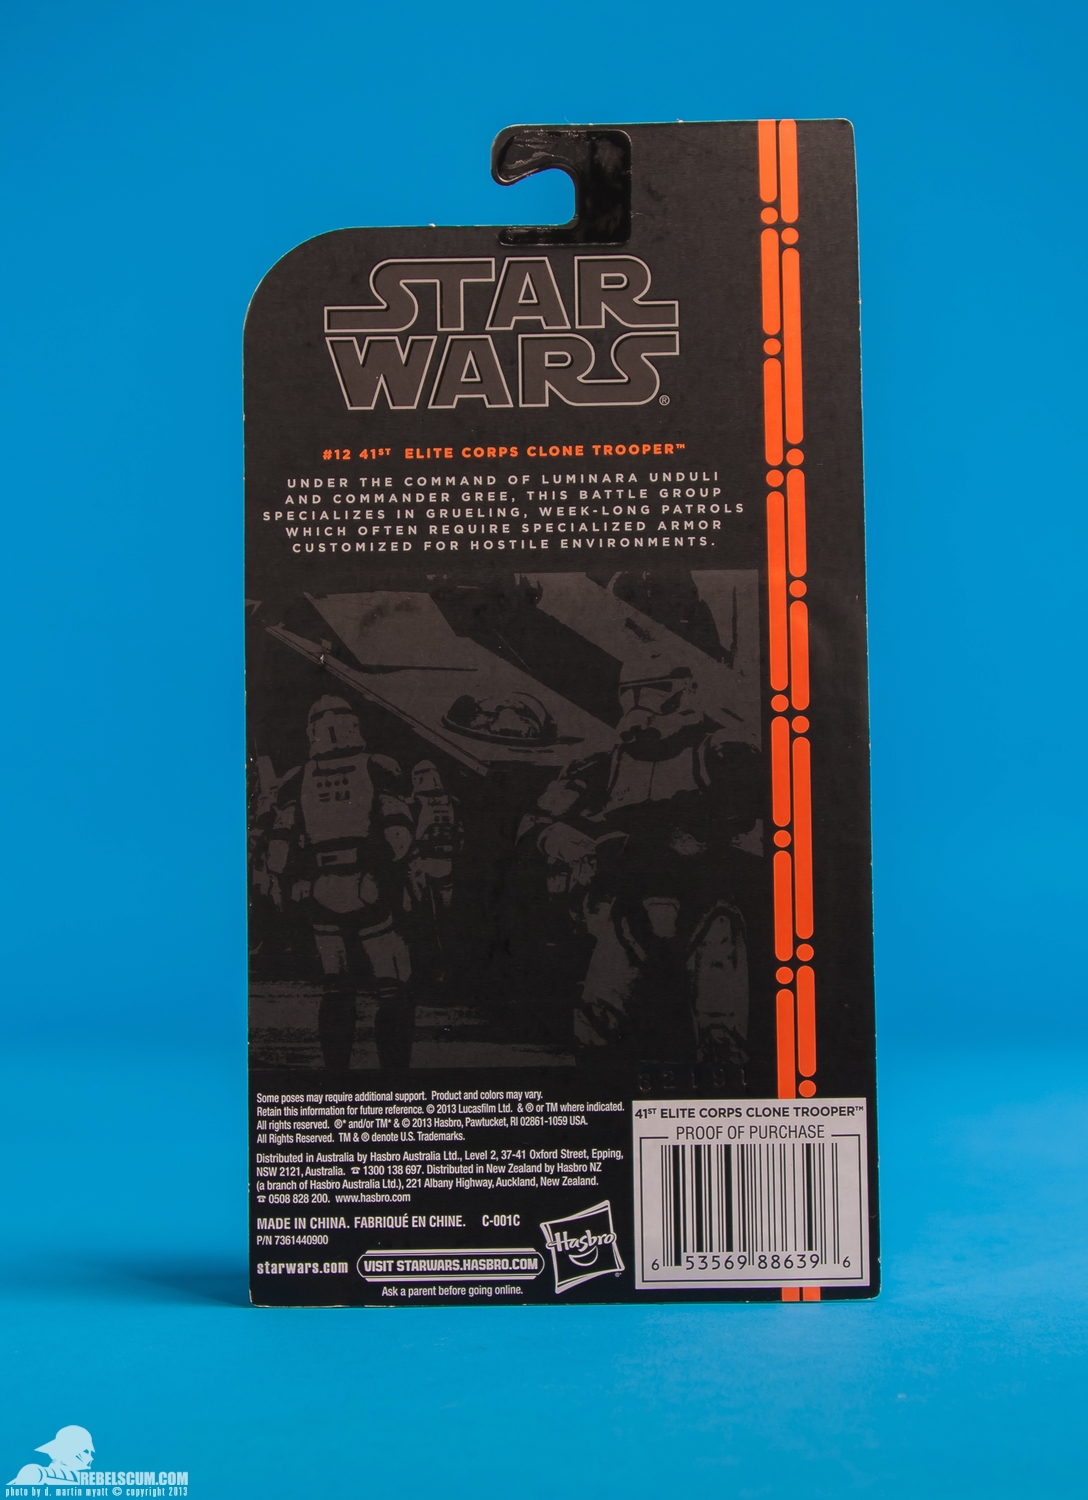 STAR
WARS®
#12 41ST ELITE CORPS CLONE TROOPER™
UNDER THE COMMAND OF LUMINARA UNDULI
AND COMMANDER GREE, THIS BATTLE GROUP
SPECIALIZES IN GRUELING, WEEK-LONG PATROLS
WHICH OFTEN REQUIRE SPECIALIZED ARMOR
CUSTOMIZED FOR HOSTILE ENVIRONMENTS.
Some poses may require additional support. Product and colors may vary.
Retain this information for future reference. © 2013 Lucasfilm Ltd. & ® or TM where indicated.
All rights reserved. ®* and/or TM* & © 2013 Hasbro, Pawtucket, RI 02861-1059 USA.
All Rights Reserved. TM & ® denote U.S. Trademarks.
Distributed in Australia by Hasbro Australia Ltd., Level 2, 37-41 Oxford Street, Epping,
NSW 2121, Australia. ☎ 1300 138 697. Distributed in New Zealand by Hasbro NZ
(a branch of Hasbro Australia Ltd.), 221 Albany Highway, Auckland, New Zealand.
☎ 0508 828 200. www.hasbro.com
MADE IN CHINA. FABRIQUÉ EN CHINE. C-001C
P/N 7361440900
starwars.com VISIT STARWARS.HASBRO.COM
Ask a parent before going online.
Hasbro®
41ST ELITE CORPS CLONE TROOPER™
PROOF OF PURCHASE
6 53569 88639 6
REBELSCUM.COM
photo by d. martin myatt © copyright 2013